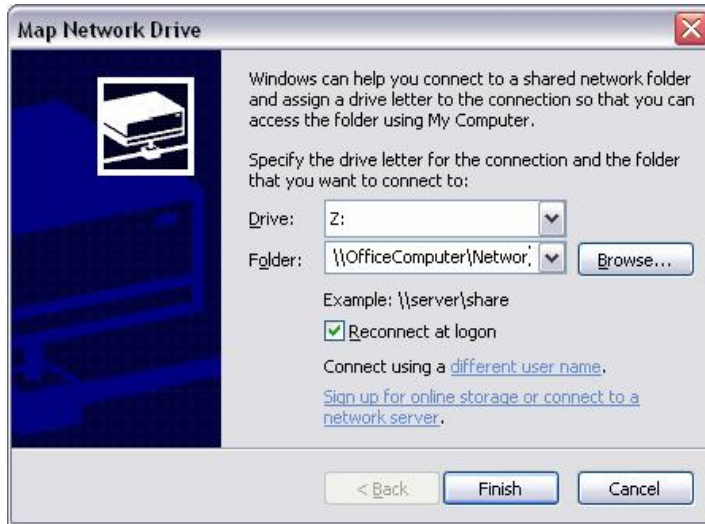 Map Network Drive
Windows can help you connect to a shared network folder
and assign a drive letter to the connection so that you can
access the folder using My Computer.
Specify the drive letter for the connection and the folder
that you want to connect to:
Drive: Z:
Folder: \\OfficeComputer\Networ Browse...
Example: \\server\share
Reconnect at logon
Connect using a different user name.
Sign up for online storage or connect to a
network server.
< Back Finish Cancel